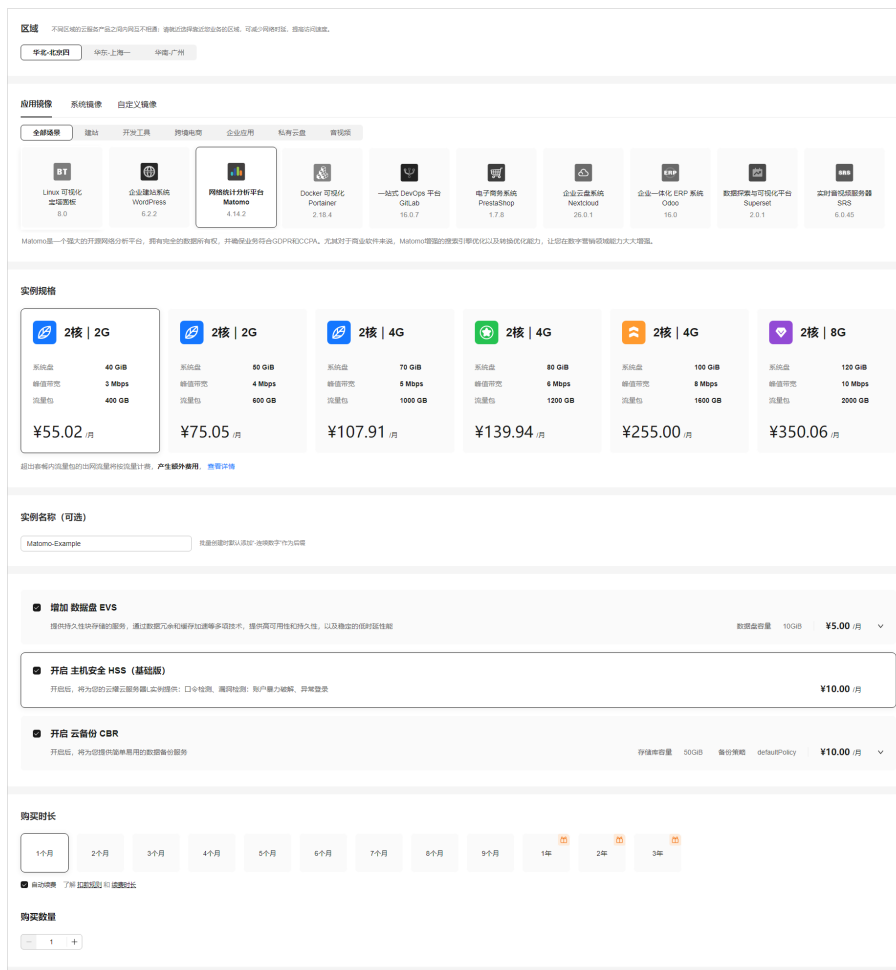 区域 不同区域的云服务产品之间内网互不相通；请就近选择靠近您业务的区域，可减少网络时延，提高访问速度。
华北-北京四 华东-上海一 华南-广州
应用镜像 系统镜像 自定义镜像
全部场景 建站 开发工具 跨境电商 企业应用 私有云盘 音视频
BT ERP SRS
Linux 可视化 企业建站系统 网络统计分析平台 Docker 可视化 一站式 DevOps 平台 电子商务系统 企业云盘系统 企业一体化 ERP 系统 数据探索与可视化平台 实时音视频服务器
宝塔面板 WordPress Matomo Portainer GitLab PrestaShop Nextcloud Odoo Superset SRS
8.0 6.2.2 4.14.2 2.18.4 16.0.7 1.7.8 26.0.1 16.0 2.0.1 6.0.45
Matomo是一个强大的开源网络分析平台，拥有完全的数据所有权，并确保业务符合GDPR和CCPA。尤其对于商业软件来说，Matomo增强的搜索引擎优化以及转换优化能力，让您在数字营销领域能力大大增强。
实例规格
2核 | 2G 2核 | 2G 2核 | 4G 2核 | 4G 2核 | 4G 2核 | 8G
系统盘 40 GiB 系统盘 50 GiB 系统盘 70 GiB 系统盘 80 GiB 系统盘 100 GiB 系统盘 120 GiB
峰值带宽 3 Mbps 峰值带宽 4 Mbps 峰值带宽 5 Mbps 峰值带宽 6 Mbps 峰值带宽 8 Mbps 峰值带宽 10 Mbps
流量包 400 GB 流量包 600 GB 流量包 1000 GB 流量包 1200 GB 流量包 1600 GB 流量包 2000 GB
¥55.02 /月 ¥75.05 /月 ¥107.91 /月 ¥139.94 /月 ¥255.00 /月 ¥350.06 /月
超出套餐内流量包的出网流量将按流量计费，产生额外费用，查看详情
实例名称（可选）
Matomo-Example 批量创建时默认添加“-连续数字”作为后缀
增加 数据盘 EVS
提供持久性块存储的服务，通过数据冗余和缓存加速等多项技术，提供高可用性和持久性，以及稳定的低时延性能 数据盘容量 10GiB ¥5.00 /月
开启 主机安全 HSS（基础版）
开启后，将为您的云耀云服务器L实例提供：口令检测、漏洞检测；账户暴力破解、异常登录 ¥10.00 /月
开启 云备份 CBR
开启后，将为您提供简单易用的数据备份服务 存储库容量 50GiB 备份策略 defaultPolicy ¥10.00 /月
购买时长
1个月 2个月 3个月 4个月 5个月 6个月 7个月 8个月 9个月 1年 2年 3年
自动续费 了解 扣款规则 和 续费时长
购买数量
− 1 +